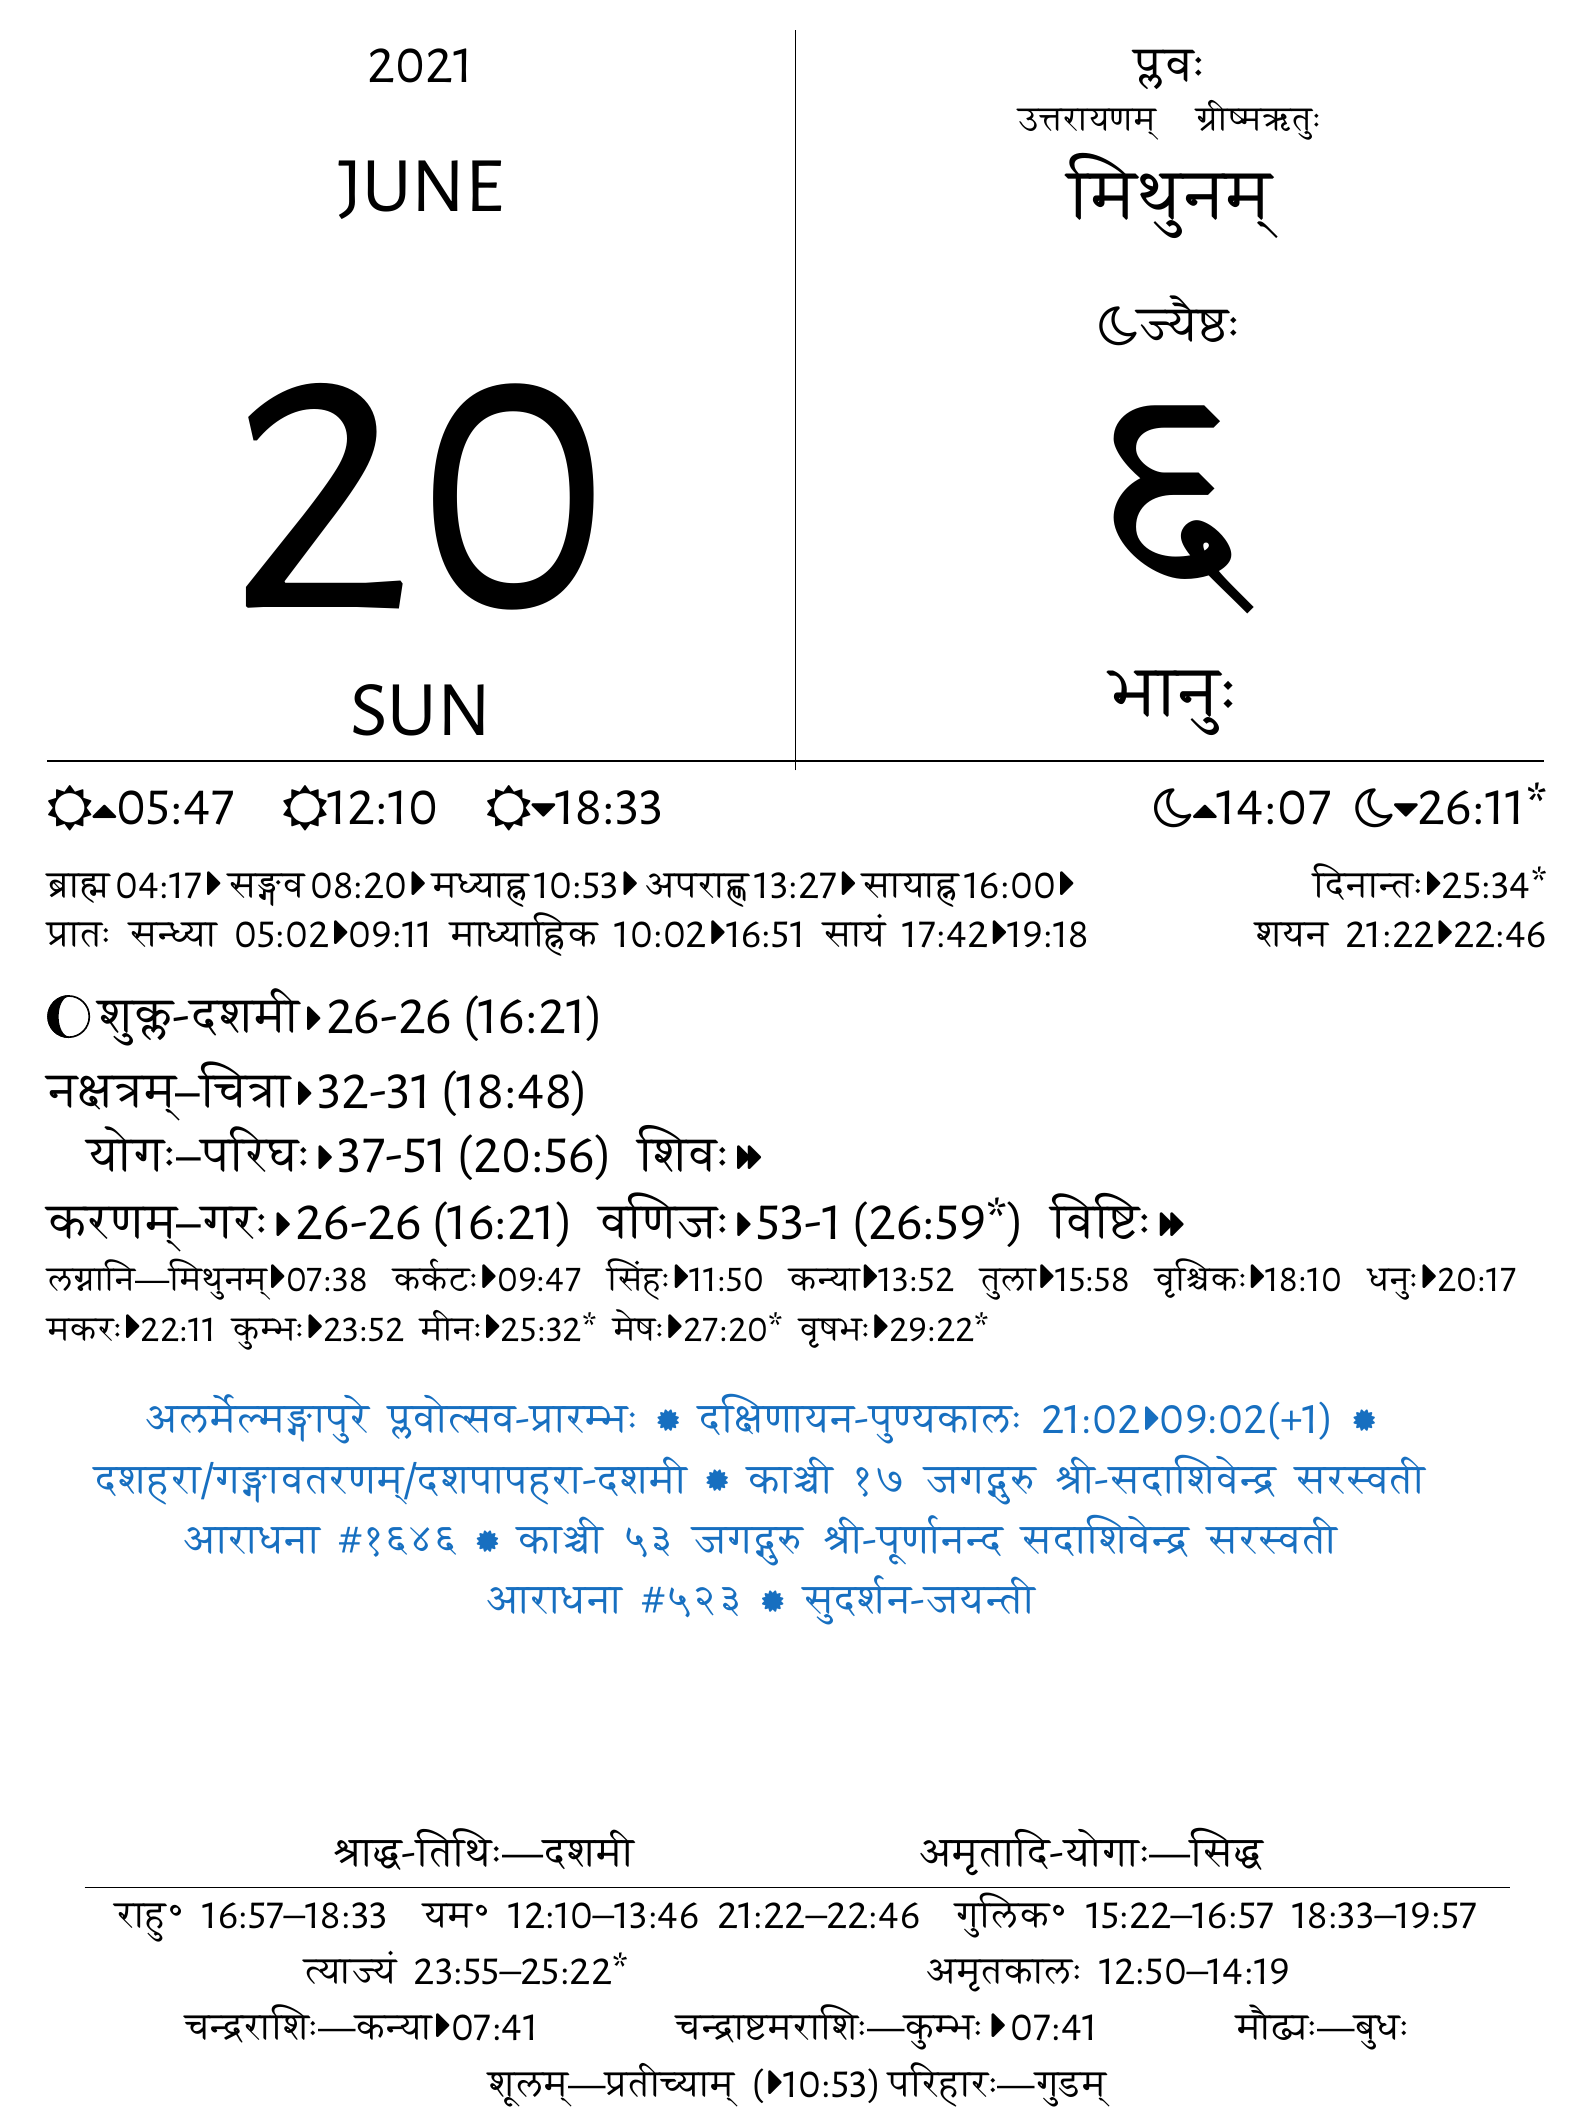 2021
JUNE
20
SUN
प्लवः
उत्तरायणम् ग्रीष्मऋतुः
मिथुनम्
ज्यैष्ठः
६
भानुः
05:47 12:10 18:33 14:07 26:11*
ब्राह्म 04:17 सङ्गव 08:20 मध्याह्न 10:53 अपराह्ण 13:27 सायाह्न 16:00 दिनान्तः 25:34*
प्रातः सन्ध्या 05:02 09:11 माध्याह्निक 10:02 16:51 सायं 17:42 19:18 शयन 21:22 22:46
शुक्ल-दशमी 26-26 (16:21)
नक्षत्रम्–चित्रा 32-31 (18:48)
योगः–परिघः 37-51 (20:56) शिवः
करणम्–गरः 26-26 (16:21) वणिजः 53-1 (26:59*) विष्टिः
लग्नानि—मिथुनम् 07:38 कर्कटः 09:47 सिंहः 11:50 कन्या 13:52 तुला 15:58 वृश्चिकः 18:10 धनुः 20:17
मकरः 22:11 कुम्भः 23:52 मीनः 25:32* मेषः 27:20* वृषभः 29:22*
अलर्मेल्मङ्गापुरे प्लवोत्सव-प्रारम्भः दक्षिणायन-पुण्यकालः 21:02 09:02(+1)
दशहरा/गङ्गावतरणम्/दशपापहरा-दशमी काञ्ची १७ जगद्गुरु श्री-सदाशिवेन्द्र सरस्वती
आराधना #१६४६ काञ्ची ५३ जगद्गुरु श्री-पूर्णानन्द सदाशिवेन्द्र सरस्वती
आराधना #५२३ सुदर्शन-जयन्ती
श्राद्ध-तिथिः—दशमी अमृतादि-योगाः—सिद्ध
राहु° 16:57–18:33 यम° 12:10–13:46 21:22–22:46 गुलिक° 15:22–16:57 18:33–19:57
त्याज्यं 23:55–25:22* अमृतकालः 12:50–14:19
चन्द्रराशिः—कन्या 07:41 चन्द्राष्टमराशिः—कुम्भः 07:41 मौढ्यः—बुधः
शूलम्—प्रतीच्याम् (10:53) परिहारः—गुडम्